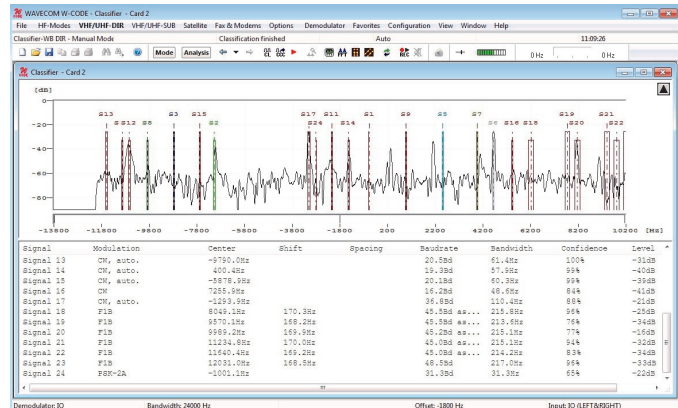 WAVECOM W-CODE - Classifier - Card 2
File HF-Modes VHF/UHF-DIR VHF/UHF-SUB Satellite Fax & Modems Options Demodulator Favorites Configuration View Window Help
Classifier-WB DIR - Manual Mode Classification finished Auto 11:09:26
Mode Analysis 0 Hz 0 Hz
Classifier - Card 2
[dB]
0
S13 S3 S15 S17 S11 S1 S9 S5 S7 S19 S21
-20 S12 S8 S2 S24 S14 S6 S16 S18 S20 S22
-40
-60
-80
-13800 -11800 -9800 -7800 -5800 -3800 -1800 200 2200 4200 6200 8200 10200 [Hz]
Signal Modulation Center Shift Spacing Baudrate Bandwidth Confidence Level
Signal 13 CW, auto. -9790.0Hz 20.5Bd 61.4Hz 100% -31dB
Signal 14 CW, auto. 400.4Hz 19.3Bd 57.9Hz 99% -40dB
Signal 15 CW, auto. -5878.9Hz 20.1Bd 60.3Hz 99% -39dB
Signal 16 CW 7255.9Hz 16.2Bd 48.6Hz 84% -41dB
Signal 17 CW, auto. -1293.9Hz 36.8Bd 110.4Hz 88% -21dB
Signal 18 F1B 8049.1Hz 170.3Hz 45.5Bd as... 215.8Hz 96% -25dB
Signal 19 F1B 9570.1Hz 168.2Hz 45.5Bd as... 213.6Hz 76% -34dB
Signal 20 F1B 9989.2Hz 169.9Hz 45.2Bd as... 215.1Hz 77% -16dB
Signal 21 F1B 11234.8Hz 170.0Hz 45.0Bd as... 215.1Hz 94% -32dB
Signal 22 F1B 11640.4Hz 169.2Hz 45.0Bd as... 214.2Hz 83% -34dB
Signal 23 F1B 12031.0Hz 168.5Hz 48.5Bd 217.0Hz 96% -33dB
Signal 24 PSK-2A -1001.1Hz 31.3Bd 31.3Hz 65% -22dB
Demodulator: IQ Bandwidth: 24000 Hz Offset: -1800 Hz Input: IQ (LEFT&RIGHT)